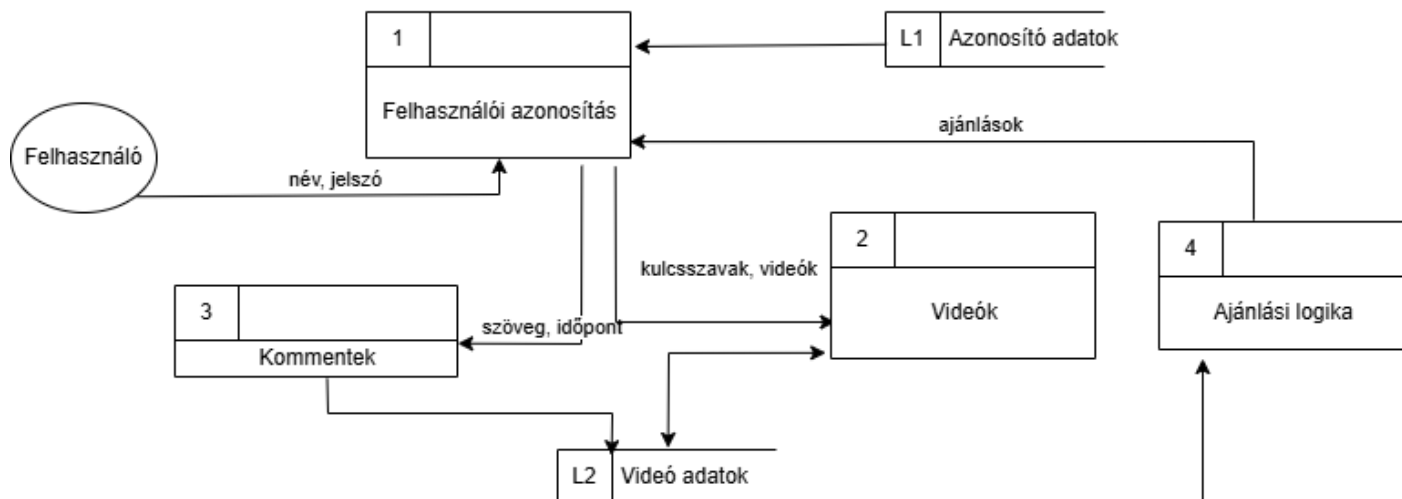 1
L1 Azonosító adatok
Felhasználói azonosítás
ajánlások
Felhasználó
név, jelszó
2
4
kulcsszavak, videók
3
Videók
Ajánlási logika
szöveg, időpont
Kommentek
L2 Videó adatok